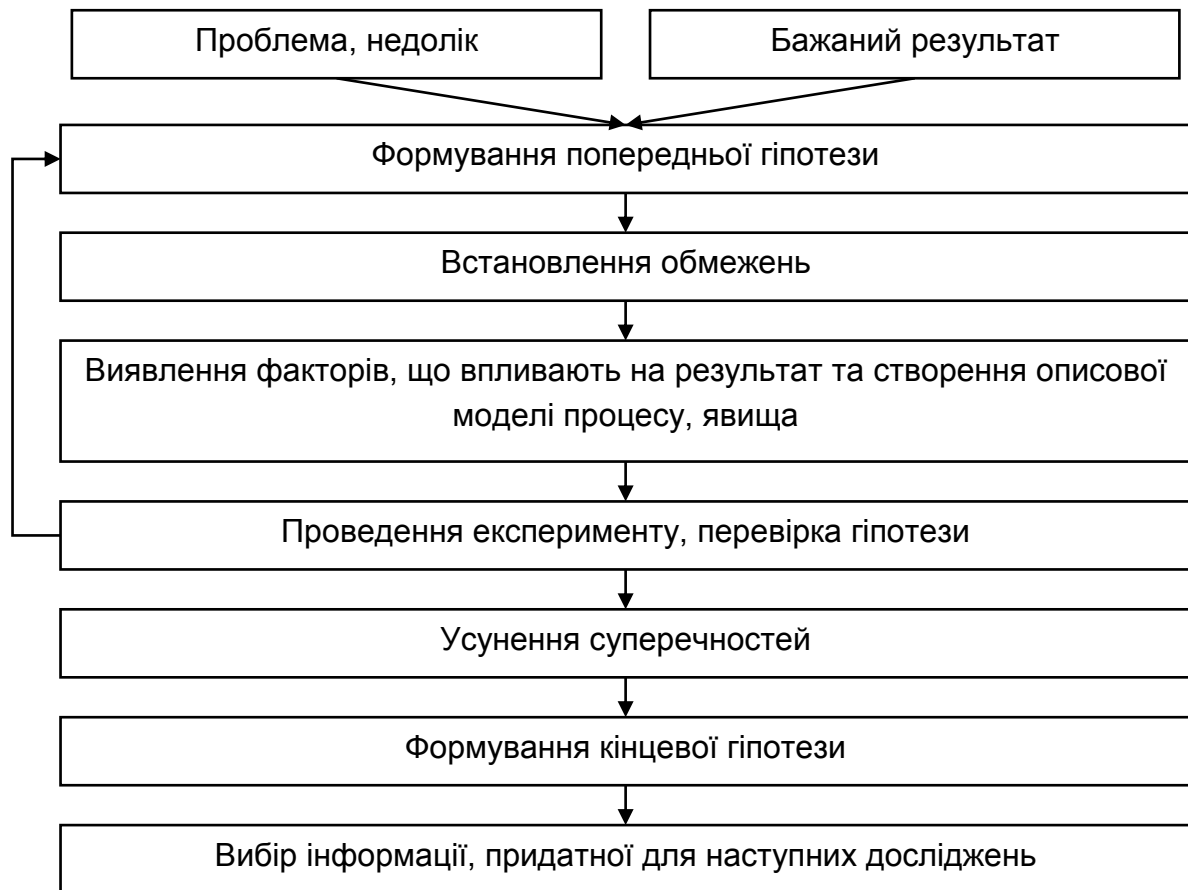 Проблема, недолік
Бажаний результат
Формування попередньої гіпотези
Встановлення обмежень
Виявлення факторів, що впливають на результат та створення описової
моделі процесу, явища
Проведення експерименту, перевірка гіпотези
Усунення суперечностей
Формування кінцевої гіпотези
Вибір інформації, придатної для наступних досліджень